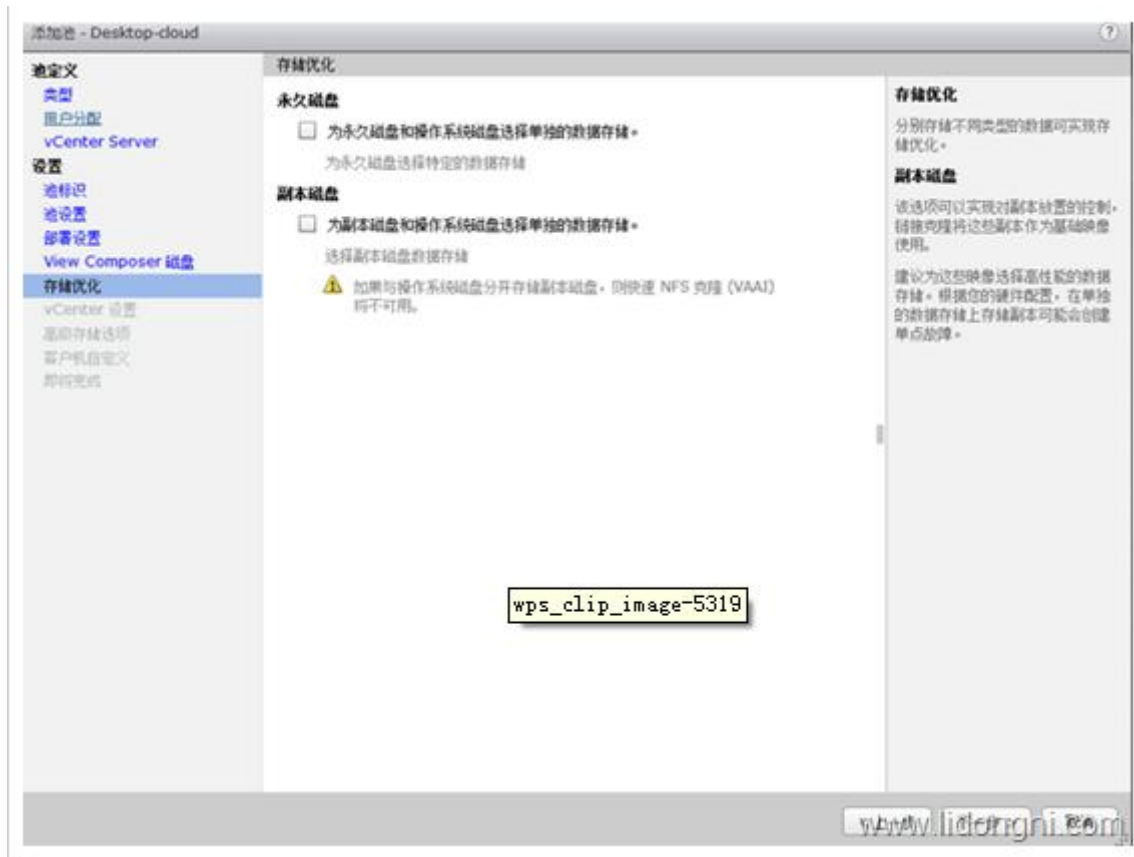 添加池 - Desktop-cloud
?
池定义
类型
用户分配
vCenter Server
设置
池标识
池设置
部署设置
View Composer 磁盘
存储优化
vCenter 设置
高级存储选项
客户机自定义
即将完成
存储优化
永久磁盘
为永久磁盘和操作系统磁盘选择单独的数据存储。
为永久磁盘选择特定的数据存储
副本磁盘
为副本磁盘和操作系统磁盘选择单独的数据存储。
选择副本磁盘数据存储
如果与操作系统磁盘分开存储副本磁盘，则快速 NFS 克隆 (VAAI)
将不可用。
存储优化
分别存储不同类型的数据可实现存
储优化。
副本磁盘
该选项可以实现对副本放置的控制，
链接克隆将这些副本作为基础映像
使用。
建议为这些映像选择高性能的数据
存储。根据您的硬件配置，在单独
的数据存储上存储副本可能会创建
单点故障。
wps_clip_image-5319
取消
www.lidongni.com